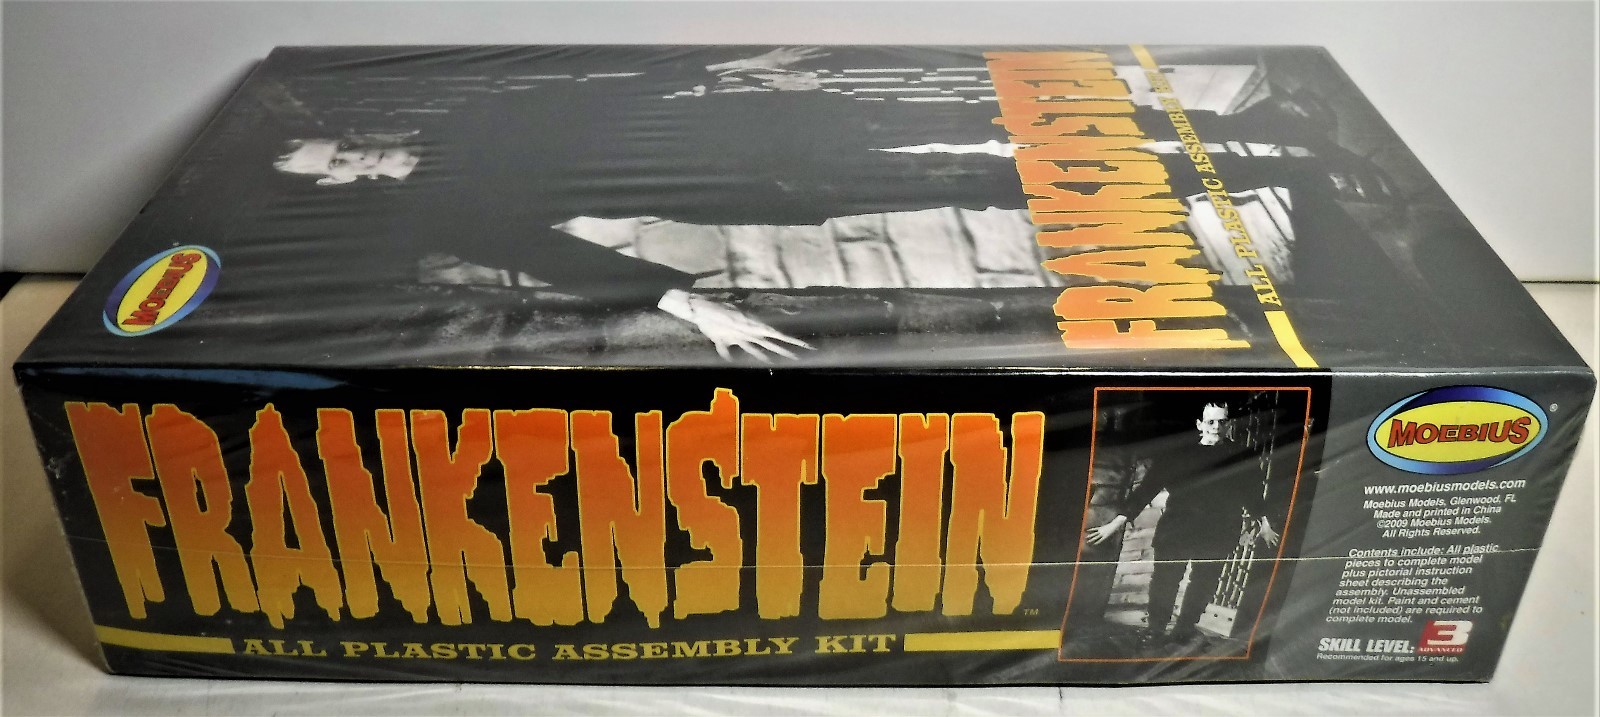 MOEBIUS
®
FRANKENSTEIN
ALL PLASTIC ASSEMBLY KIT
FRANKENSTEIN
TM
ALL PLASTIC ASSEMBLY KIT
MOEBIUS
®
www.moebiusmodels.com
Moebius Models, Glenwood, FL
Made and printed in China
©2009 Moebius Models.
All Rights Reserved.
Contents include: All plastic
pieces to complete model
plus pictorial instruction
sheet describing the
assembly. Unassembled
model kit. Paint and cement
(not included) are required to
complete model.
SKILL LEVEL: 3
ADVANCED
Recommended for ages 15 and up.